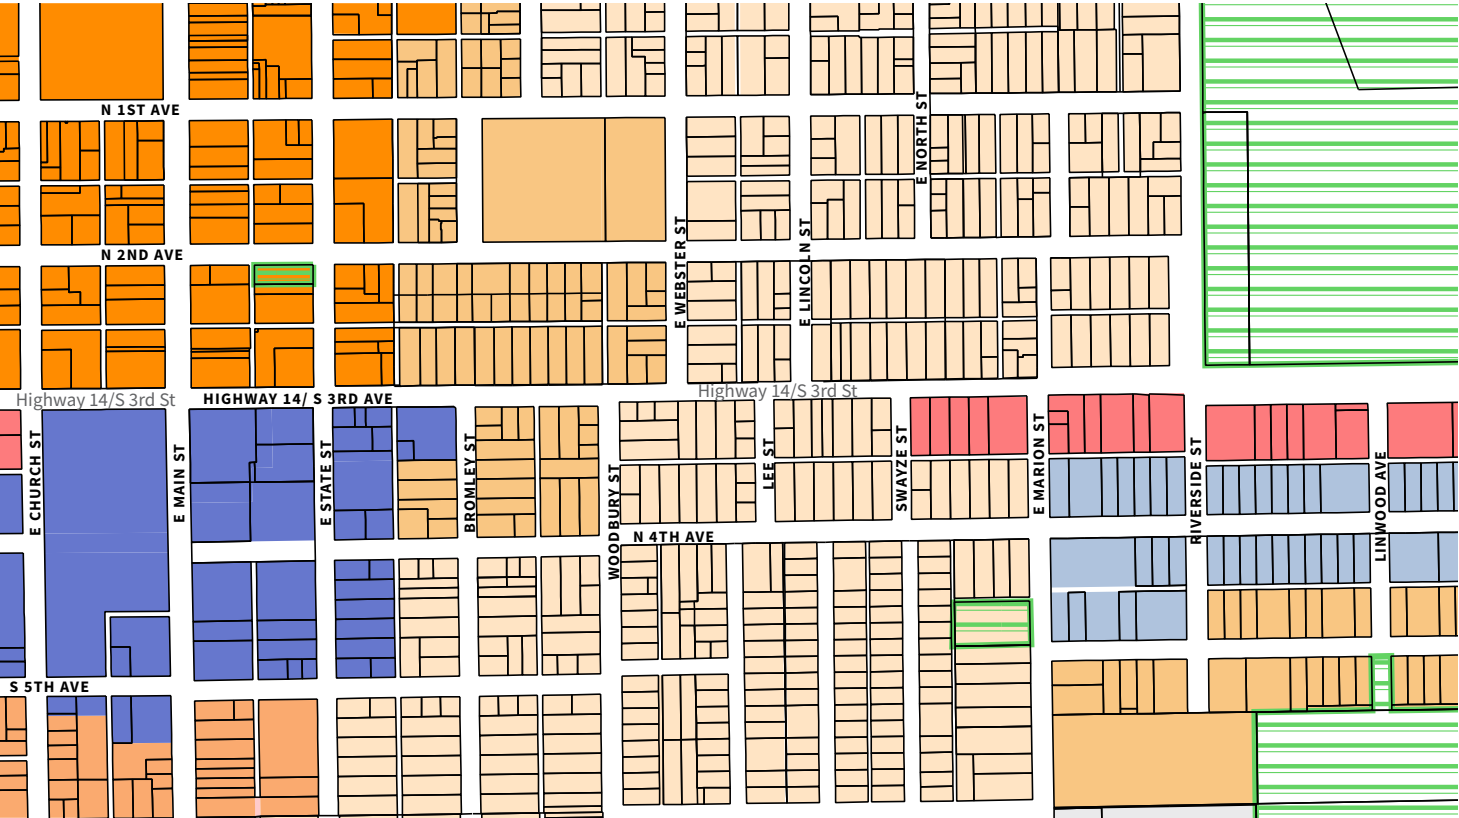 N 1ST AVE
E NORTH ST
N 2ND AVE
E WEBSTER ST
E LINCOLN ST
Highway 14/S 3rd St
HIGHWAY 14/ S 3RD AVE
Highway 14/S 3rd St
E CHURCH ST
E MAIN ST
E STATE ST
BROMLEY ST
WOODBURY ST
LEE ST
SWAYZE ST
E MARION ST
RIVERSIDE ST
LINWOOD AVE
N 4TH AVE
S 5TH AVE